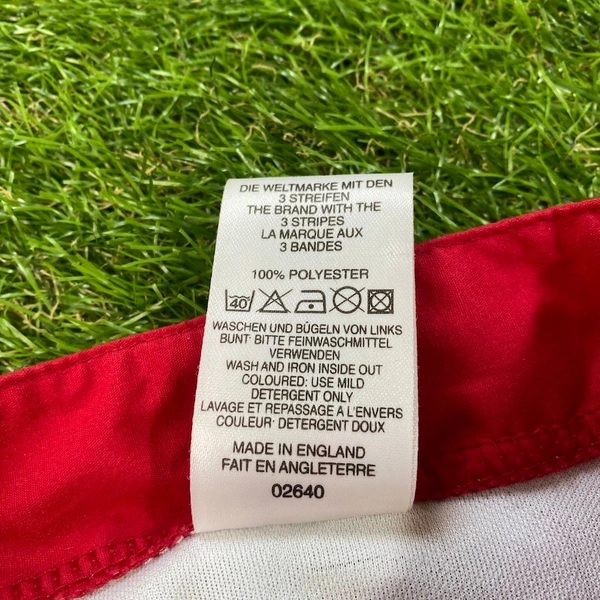 DIE WELTMARKE MIT DEN
3 STREIFEN
THE BRAND WITH THE
3 STRIPES
LA MARQUE AUX
3 BANDES
100% POLYESTER
40
WASCHEN UND BÜGELN VON LINKS
BUNT: BITTE FEINWASCHMITTEL
VERWENDEN
WASH AND IRON INSIDE OUT
COLOURED: USE MILD
DETERGENT ONLY
LAVAGE ET REPASSAGE A L'ENVERS
COULEUR: DETERGENT DOUX
MADE IN ENGLAND
FAIT EN ANGLETERRE
02640